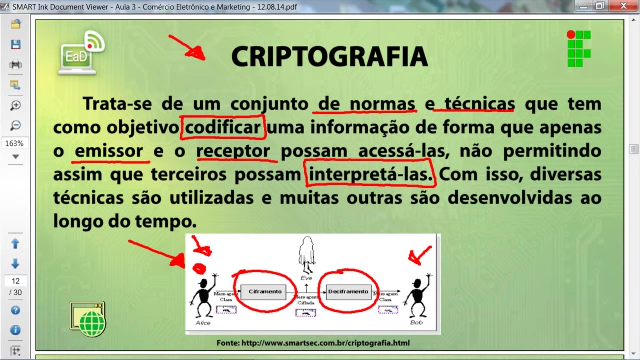 SMART Ink Document Viewer - Aula 3 - Comércio Eletrônico e Marketing - 12.08.14.pdf
EaD
CRIPTOGRAFIA
Trata-se de um conjunto de normas e técnicas que tem
como objetivo codificar uma informação de forma que apenas
o emissor e o receptor possam acessá-las, não permitindo
assim que terceiros possam interpretá-las. Com isso, diversas
técnicas são utilizadas e muitas outras são desenvolvidas ao
longo do tempo.
163%
12
/ 30
Eve
Ciframento
Deciframento
Alice
Bob
Fonte: http://www.smartsec.com.br/criptografia.html